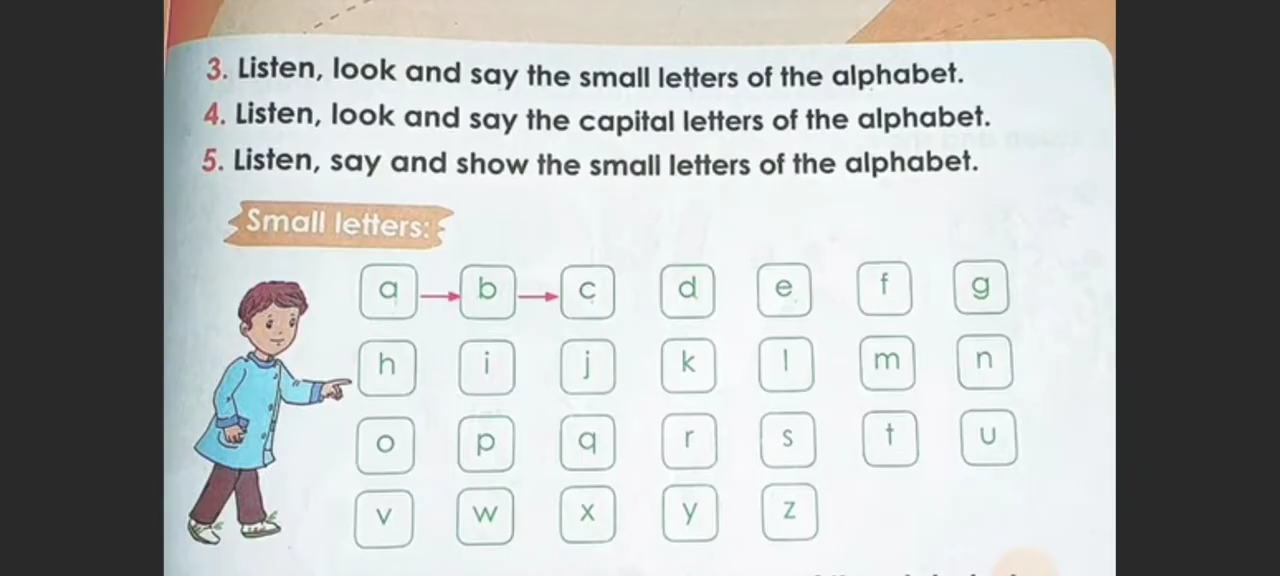 3. Listen, look and say the small letters of the alphabet.
4. Listen, look and say the capital letters of the alphabet.
5. Listen, say and show the small letters of the alphabet.
Small letters:
a b c d e f g
h i j k l m n
o p q r s t u
v w x y z